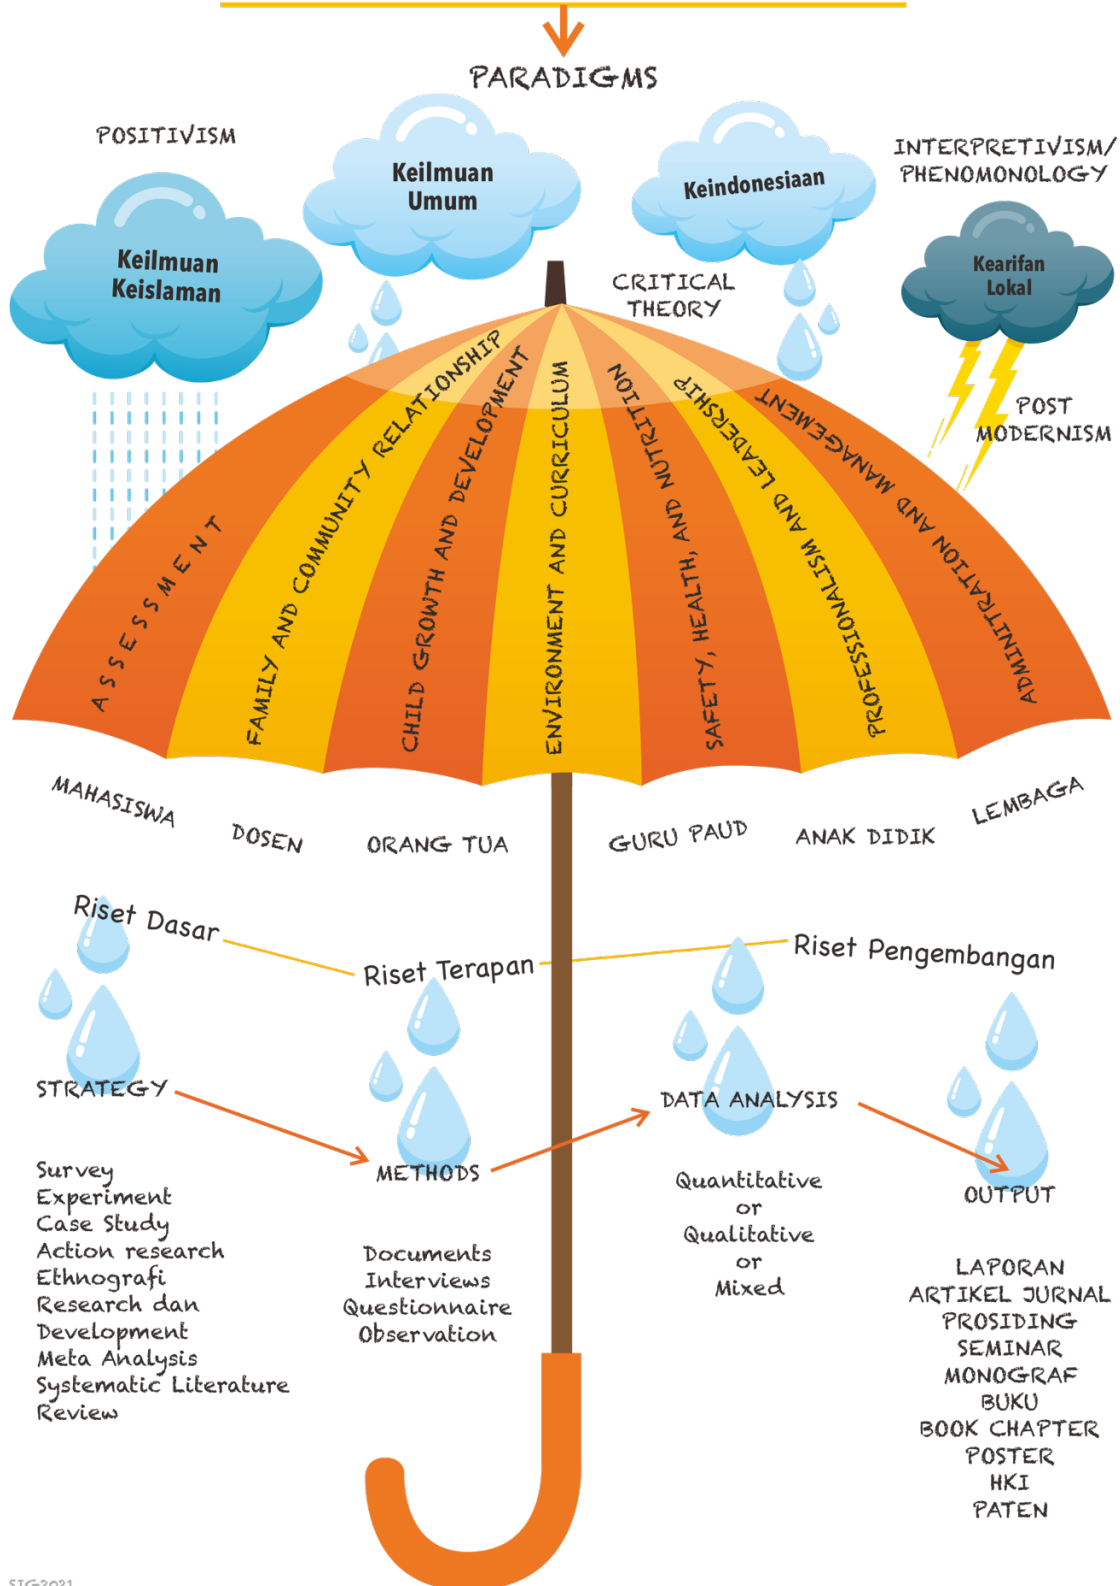 PARADIGMS
POSITIVISM
INTERPRETIVISM/
PHENOMONOLOGY
Keilmuan
Umum
Keindonesiaan
Keilmuan
Keislaman
Kearifan
Lokal
CRITICAL
THEORY
POST
MODERNISM
ASSESSMENT
FAMILY AND COMMUNITY RELATIONSHIP
CHILD GROWTH AND DEVELOPMENT
ENVIRONMENT AND CURRICULUM
SAFETY, HEALTH, AND NUTRITION
PROFESSIONALISM AND LEADERSHIP
ADMINITRATION AND MANAGEMENT
MAHASISWA
DOSEN
ORANG TUA
GURU PAUD
ANAK DIDIK
LEMBAGA
Riset Dasar
Riset Terapan
Riset Pengembangan
STRATEGY
Survey
Experiment
Case Study
Action research
Ethnografi
Research dan
Development
Meta Analysis
Systematic Literature
Review
METHODS
Documents
Interviews
Questionnaire
Observation
DATA ANALYSIS
Quantitative
or
Qualitative
or
Mixed
OUTPUT
LAPORAN
ARTIKEL JURNAL
PROSIDING
SEMINAR
MONOGRAF
BUKU
BOOK CHAPTER
POSTER
HKI
PATEN